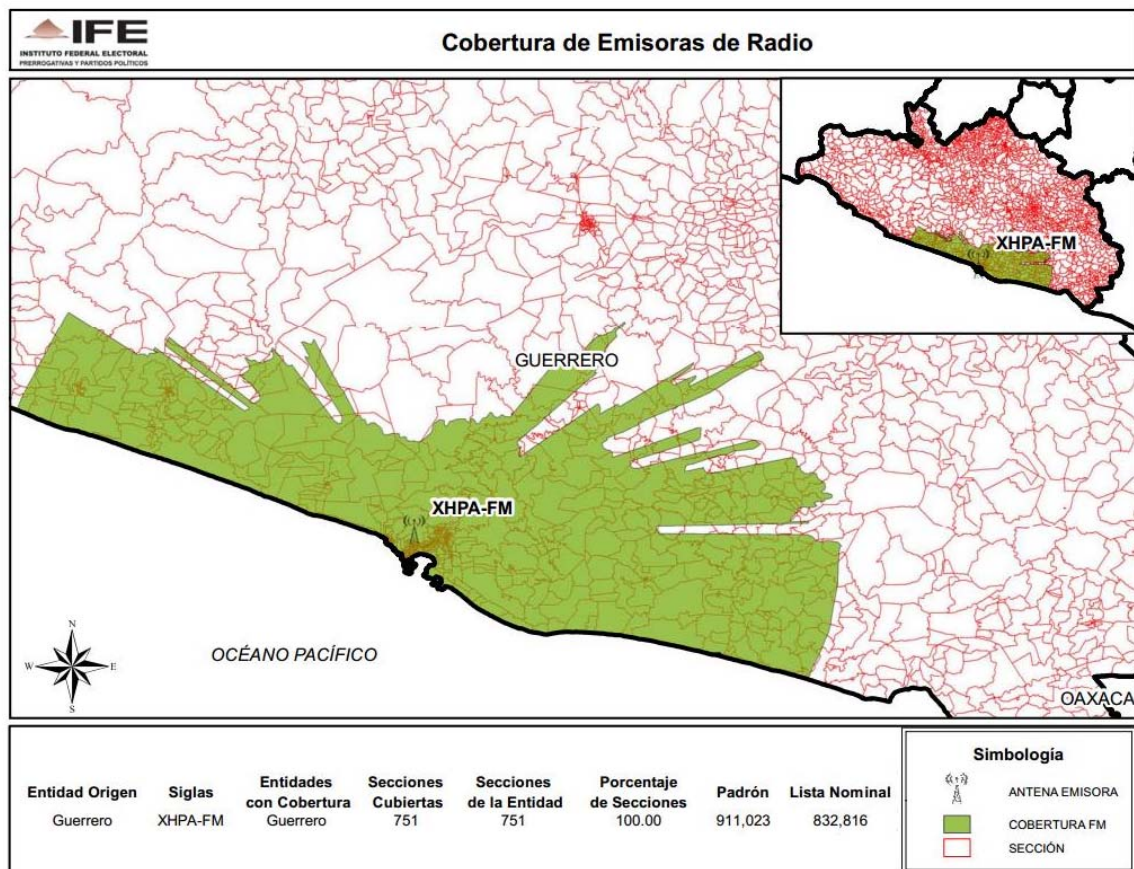 IFE
INSTITUTO FEDERAL ELECTORAL
PRERROGATIVAS Y PARTIDOS POLÍTICOS
Cobertura de Emisoras de Radio
XHPA-FM
GUERRERO
XHPA-FM
N
W E
S
OCÉANO PACÍFICO
OAXACA
Entidad Origen Siglas Entidades con Cobertura Secciones Cubiertas Secciones de la Entidad Porcentaje de Secciones Padrón Lista Nominal
Guerrero XHPA-FM Guerrero 751 751 100.00 911,023 832,816
Simbología
ANTENA EMISORA
COBERTURA FM
SECCIÓN